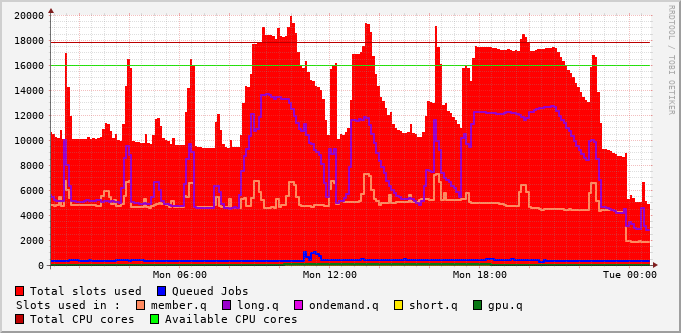 20000
18000
16000
14000
12000
10000
8000
6000
4000
2000
0
Mon 06:00 Mon 12:00 Mon 18:00 Tue 00:00
RRDTOOL / TOBI OETIKER
Total slots used Queued Jobs
Slots used in : member.q long.q ondemand.q short.q gpu.q
Total CPU cores Available CPU cores